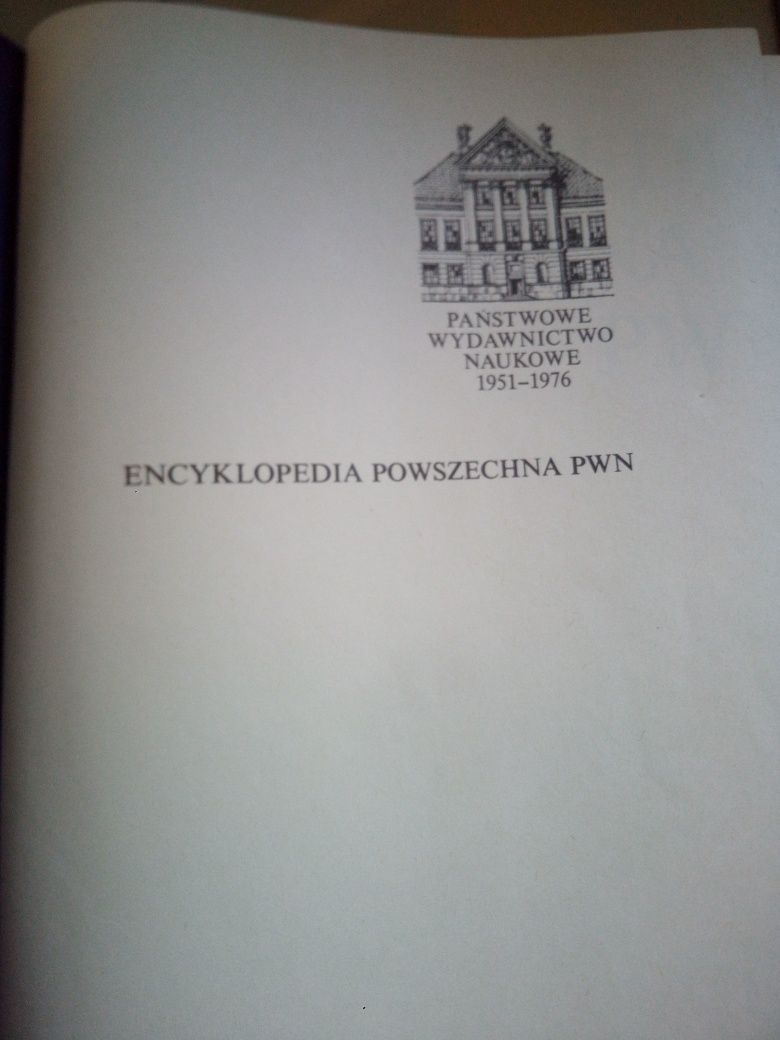 PAŃSTWOWE
WYDAWNICTWO
NAUKOWE
1951–1976
ENCYKLOPEDIA POWSZECHNA PWN